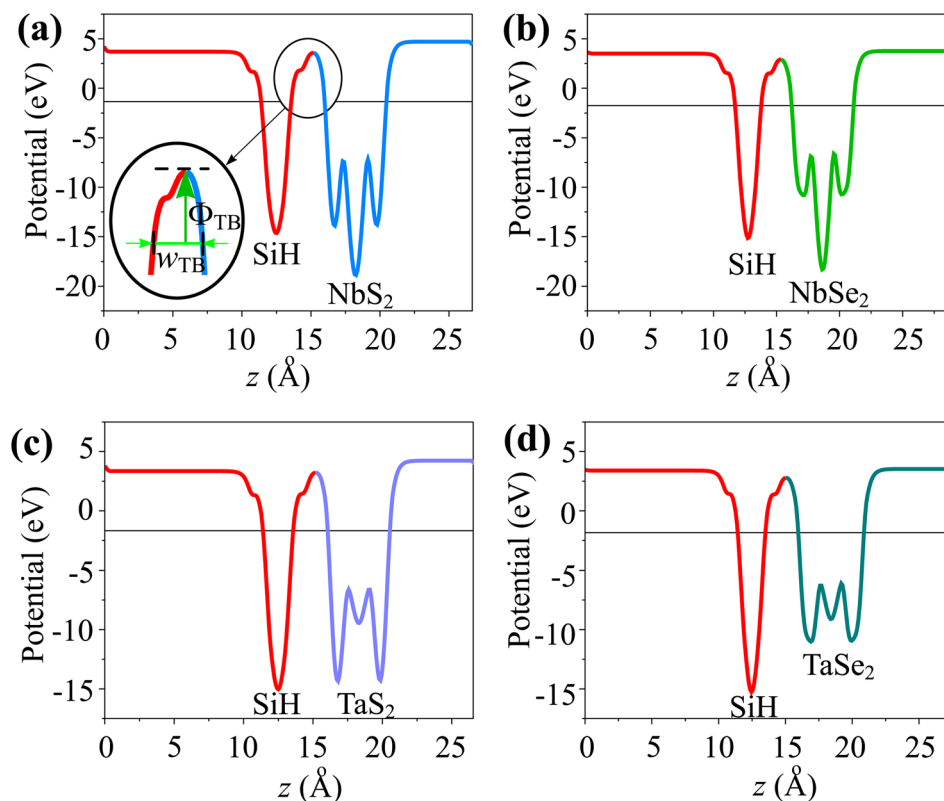 (a)
Potential (eV)
5
0
-5
-10
-15
-20
Φ_TB
w_TB
SiH
NbS₂
0 5 10 15 20 25
z (Å)
(b)
Potential (eV)
5
0
-5
-10
-15
-20
SiH
NbSe₂
0 5 10 15 20 25
z (Å)
(c)
Potential (eV)
5
0
-5
-10
-15
SiH TaS₂
0 5 10 15 20 25
z (Å)
(d)
Potential (eV)
5
0
-5
-10
-15
TaSe₂
SiH
0 5 10 15 20 25
z (Å)